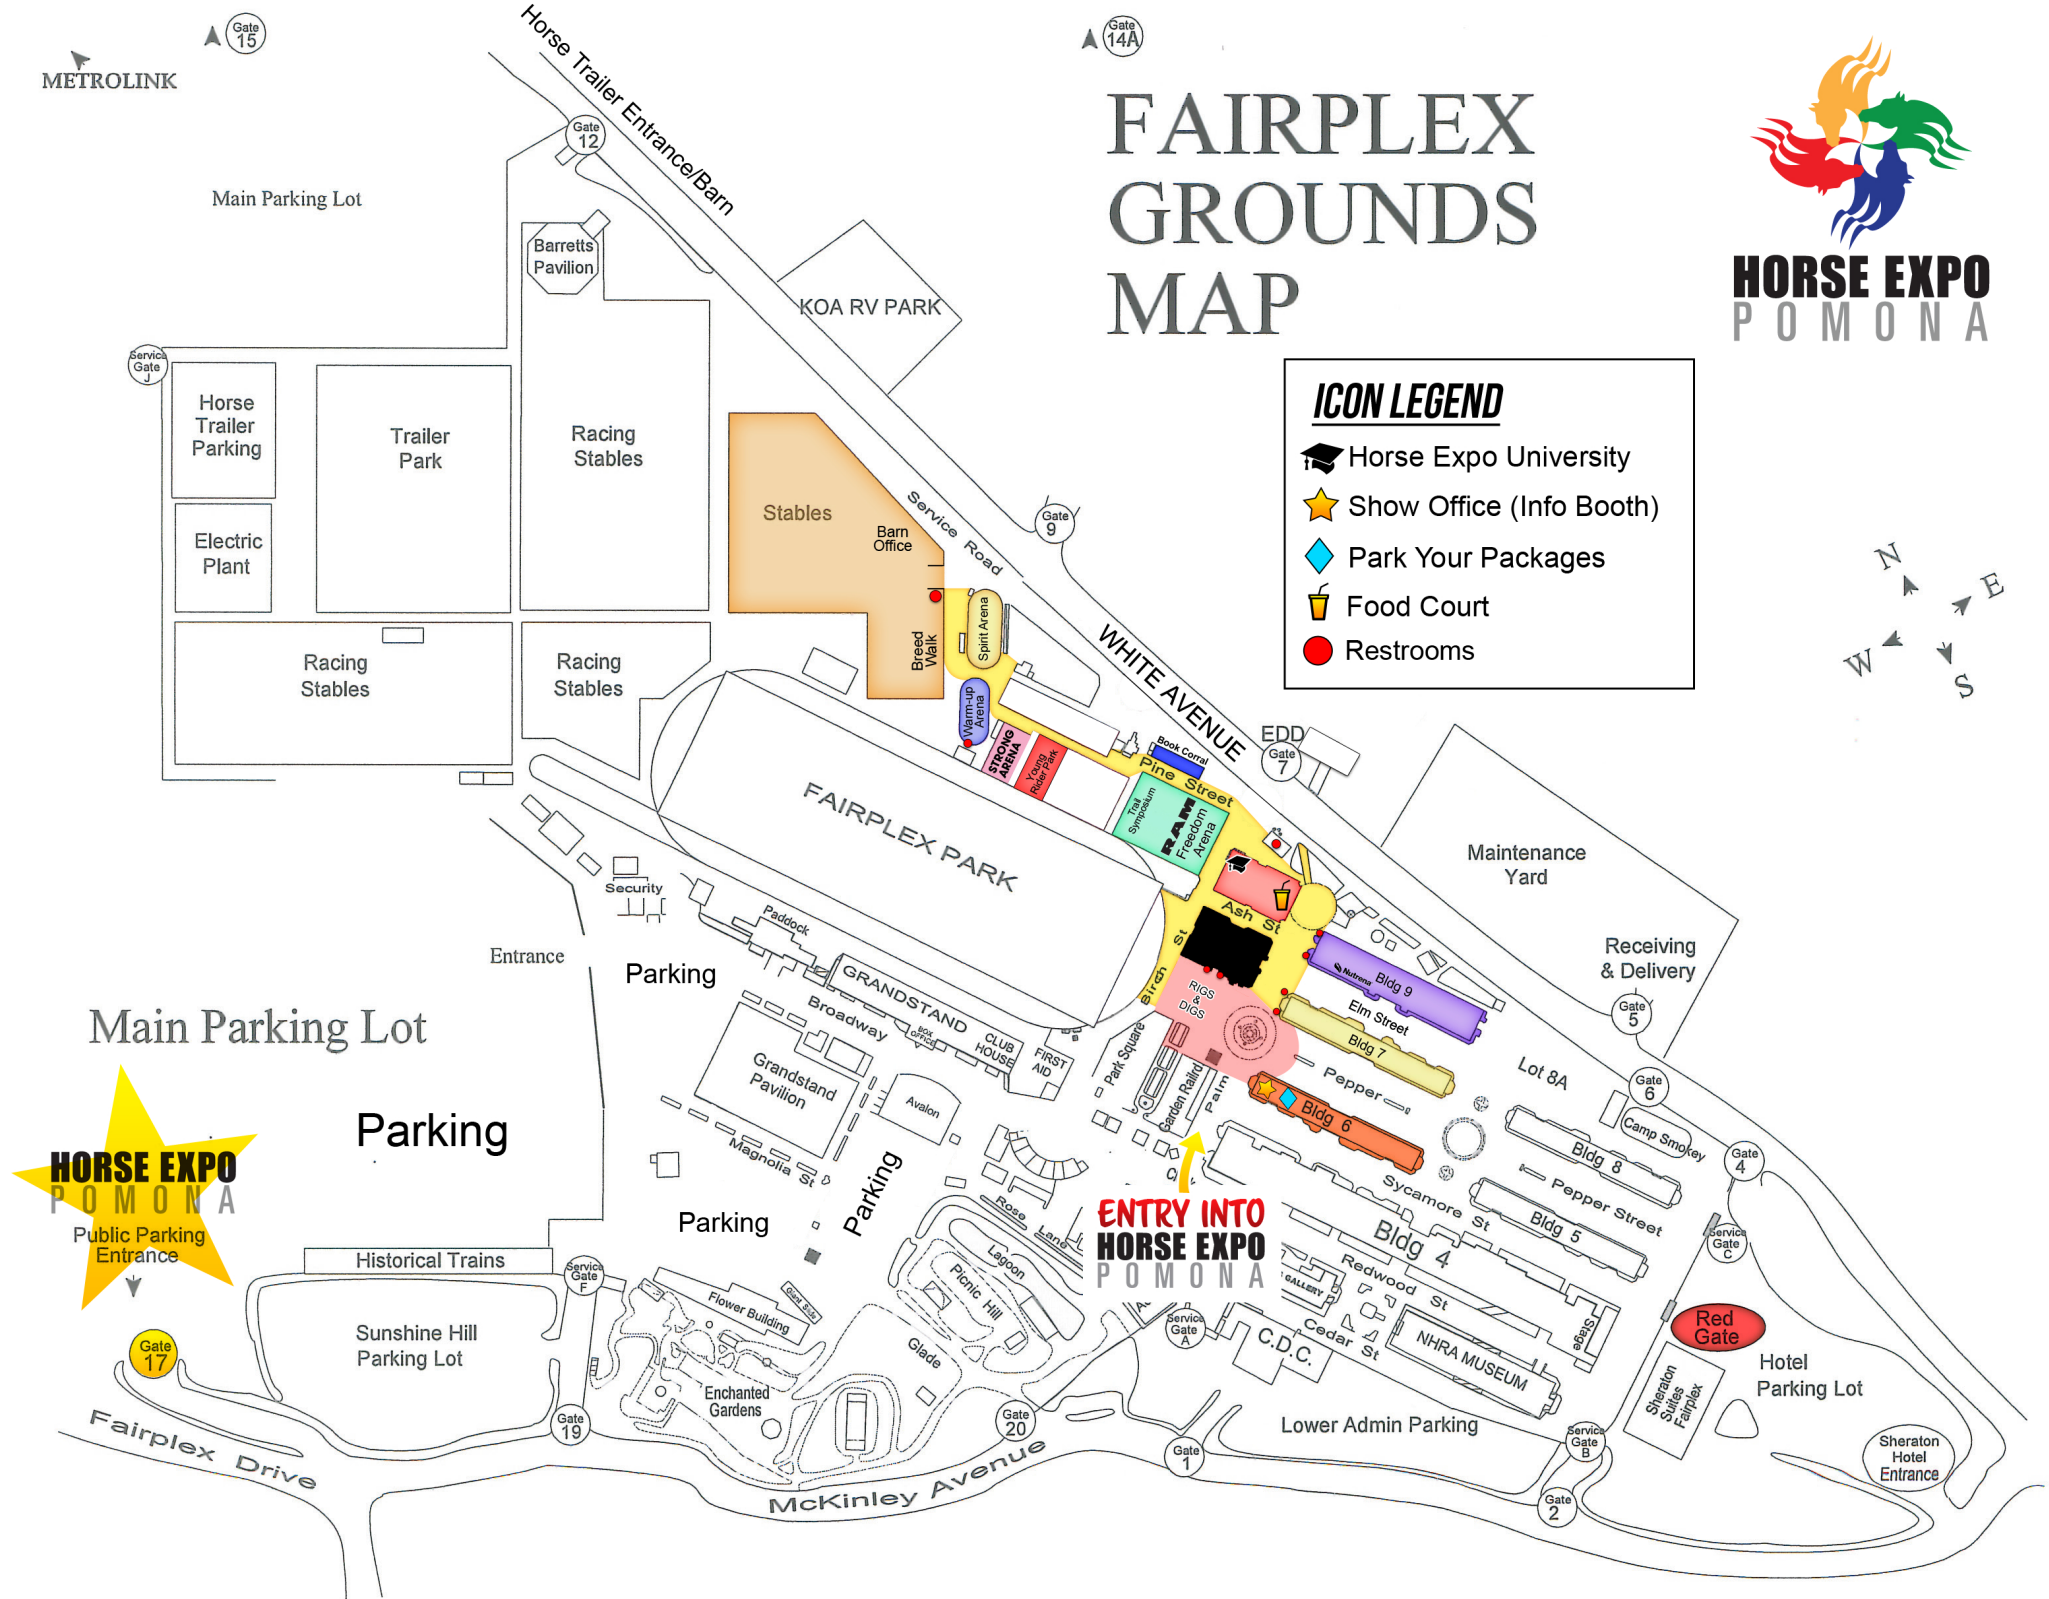 Gate
15
METROLINK
Horse Trailer Entrance/Barn
Gate
14A
FAIRPLEX
GROUNDS
MAP
HORSE EXPO
POMONA
Gate
12
Main Parking Lot
Barretts
Pavilion
KOA RV PARK
Service
Gate
J
Horse
Trailer
Parking
Trailer
Park
Racing
Stables
Electric
Plant
Racing
Stables
Racing
Stables
Stables
Barn
Office
Breed
Walk
Service Road
Gate
9
ICON LEGEND
Horse Expo University
Show Office (Info Booth)
Park Your Packages
Food Court
Restrooms
N
E
W
S
Spirit Arena
Warm-up
Arena
STRONG
ARENA
Young
Rider Park
WHITE AVENUE
Book Corral
Pine Street
EDD
Gate
7
Trail
Symposium
RAM
Freedom
Arena
FAIRPLEX PARK
Maintenance
Yard
Receiving
& Delivery
Gate
5
Security
Paddock
Entrance
Parking
GRANDSTAND
Broadway
BOX
OFFICE
CLUB
HOUSE
FIRST
AID
Ash St
Birch St
RIGS
&
DIGS
Nutrena
Bldg 9
Elm Street
Bldg 7
Pepper
Lot 8A
Gate
6
Camp Smokey
Gate
4
Main Parking Lot
Parking
Grandstand
Pavilion
Avalon
Magnolia St
Parking
Parking
Park Square
Garden Railrd
Palm
Bldg 6
Bldg 8
Pepper Street
Bldg 5
Sycamore St
Bldg 4
Service
Gate
C
HORSE EXPO
POMONA
Public Parking
Entrance
Gate
17
Historical Trains
Service
Gate
F
Sunshine Hill
Parking Lot
Flower Building
Giant Slide
Rose Lane
Lagoon
Picnic Hill
Glade
Enchanted
Gardens
ENTRY INTO
HORSE EXPO
POMONA
Service
Gate
A
GALLERY
Redwood St
Cedar St
C.D.C.
NHRA MUSEUM
Stage
Red
Gate
Sheraton
Suites
Fairplex
Hotel
Parking Lot
Lower Admin Parking
Service
Gate
B
Sheraton
Hotel
Entrance
Gate
19
Gate
20
Gate
1
Gate
2
Fairplex Drive
McKinley Avenue